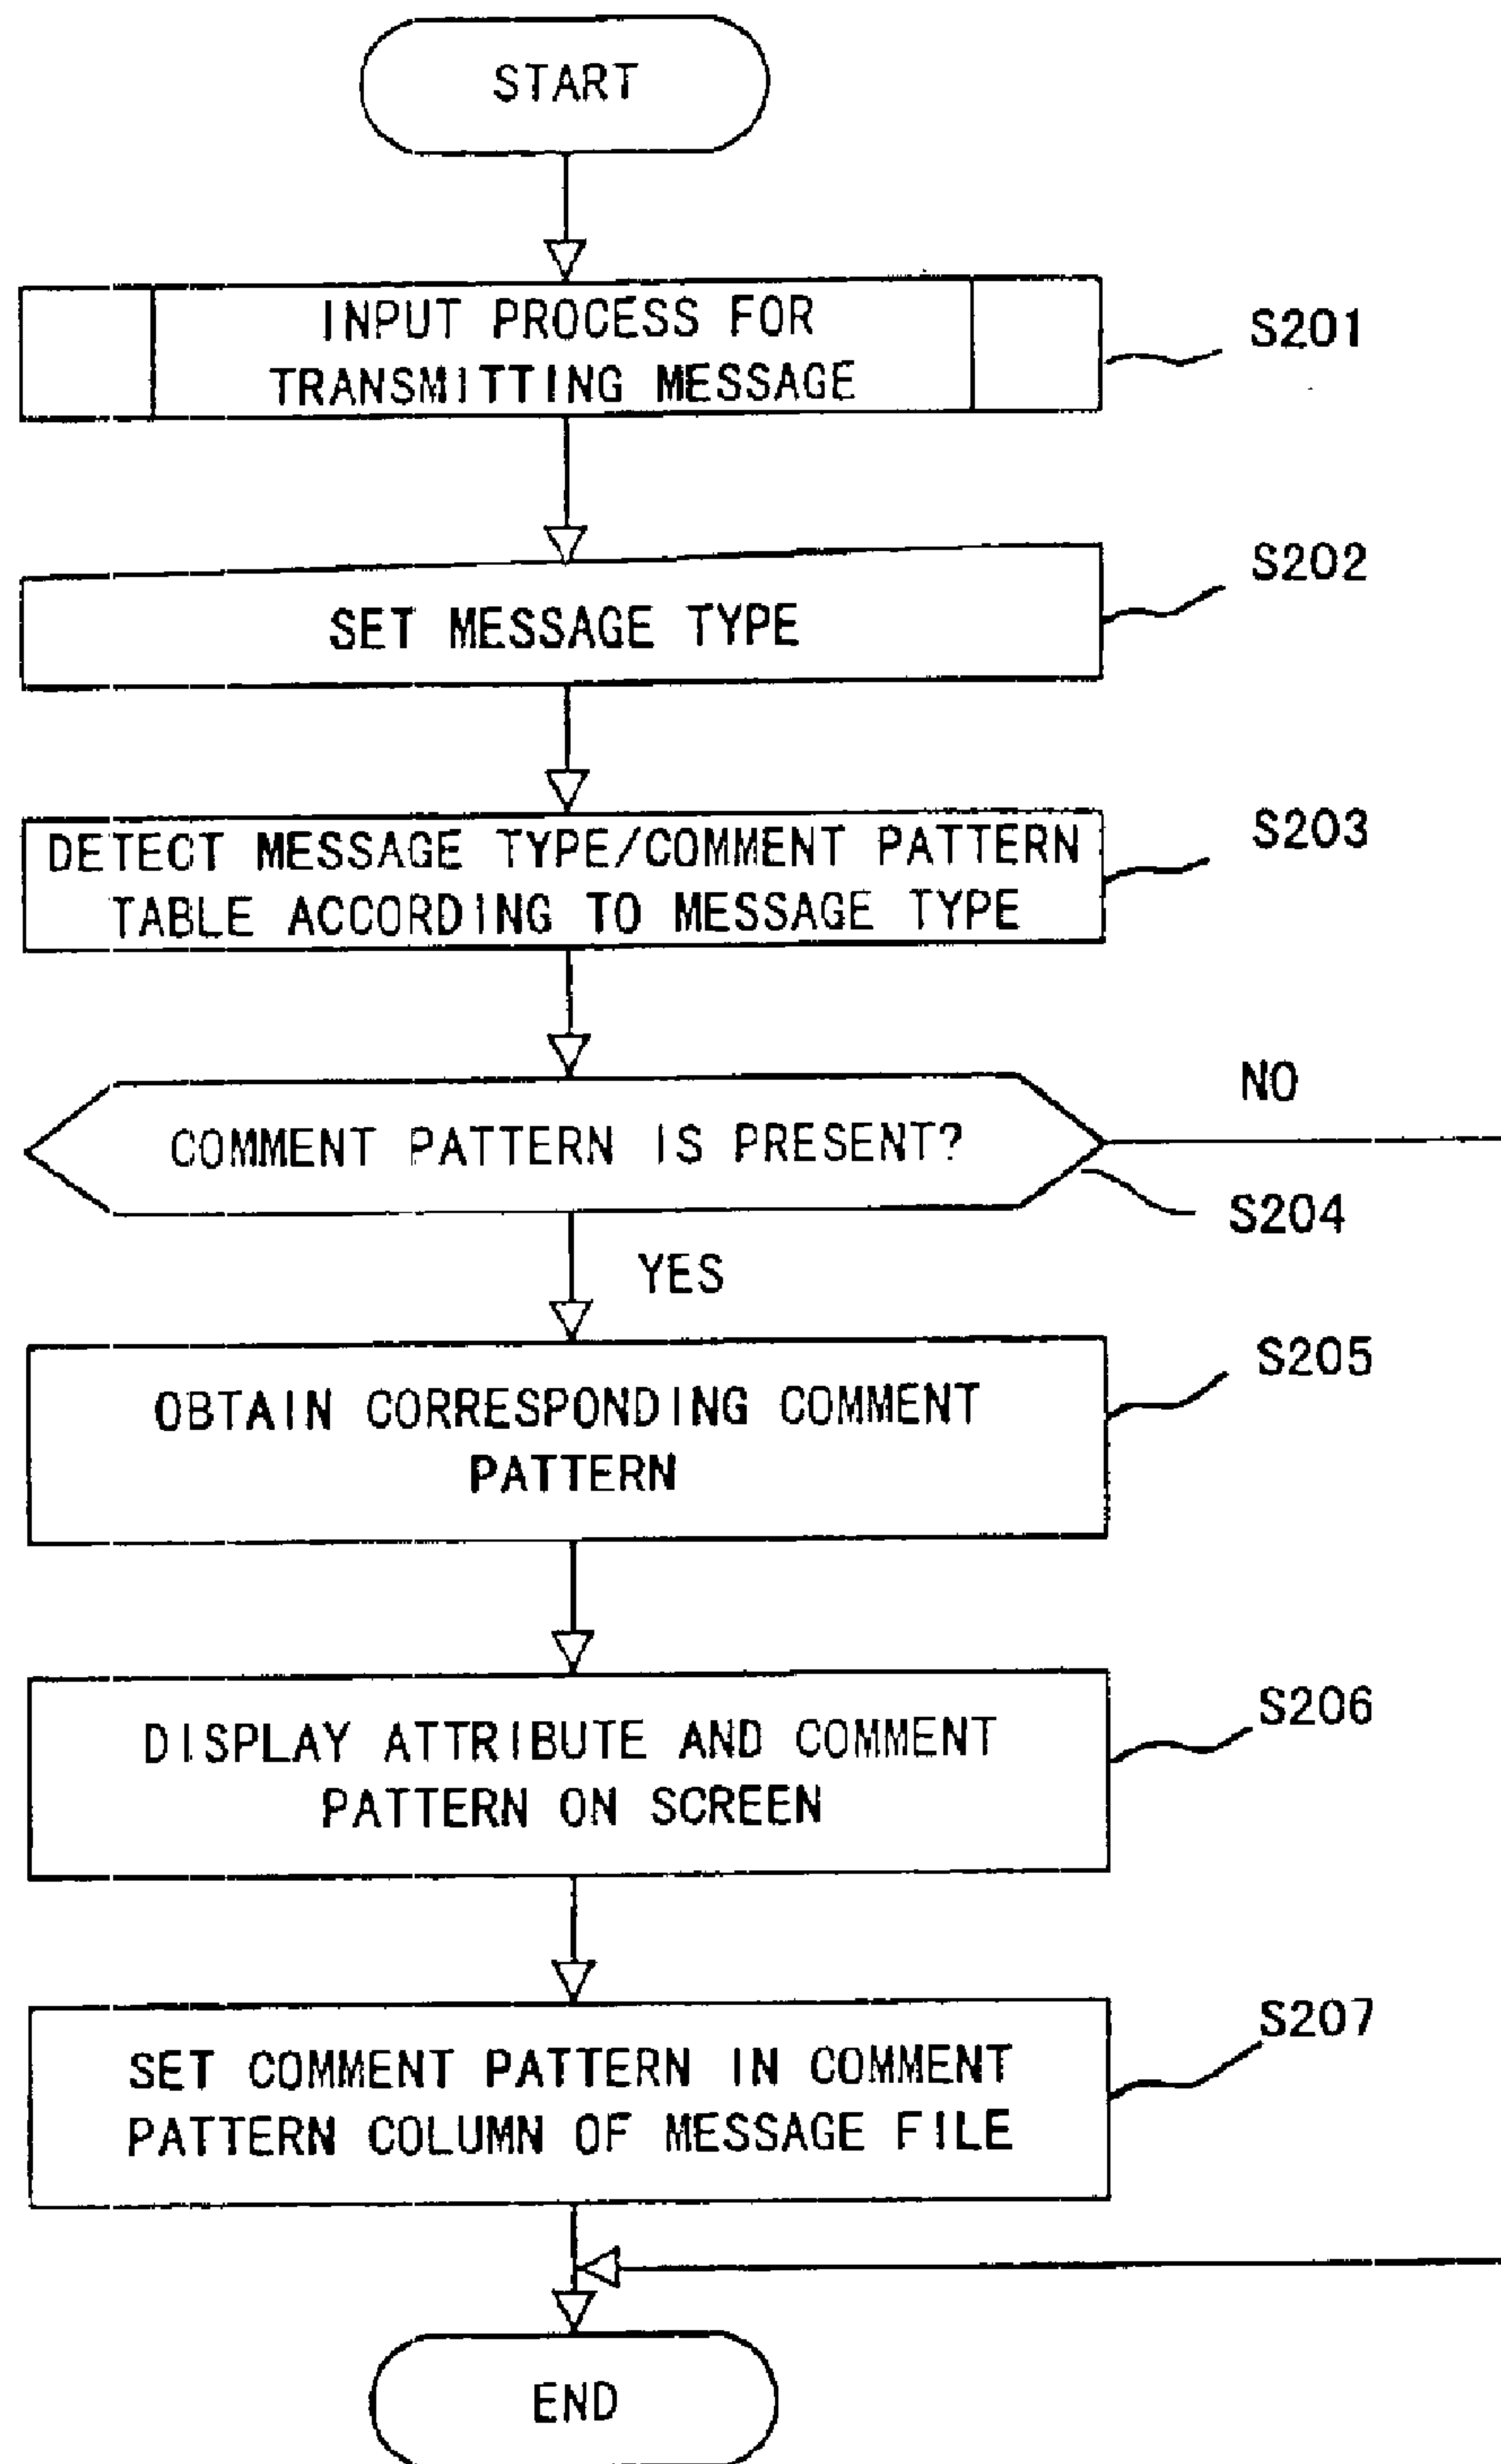 START
INPUT PROCESS FOR
TRANSMITTING MESSAGE
S201
SET MESSAGE TYPE
S202
DETECT MESSAGE TYPE/COMMENT PATTERN
TABLE ACCORDING TO MESSAGE TYPE
S203
COMMENT PATTERN IS PRESENT?
NO
S204
YES
OBTAIN CORRESPONDING COMMENT
PATTERN
S205
DISPLAY ATTRIBUTE AND COMMENT
PATTERN ON SCREEN
S206
SET COMMENT PATTERN IN COMMENT
PATTERN COLUMN OF MESSAGE FILE
S207
END